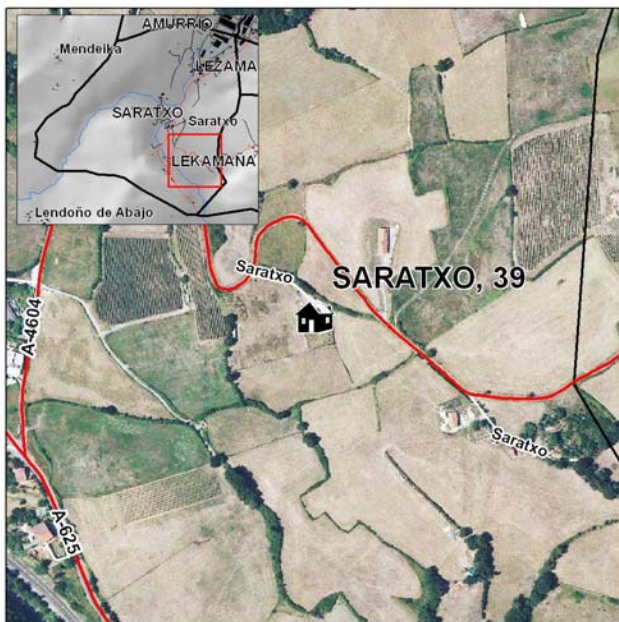 AMURRIO
Mendeika
LEZAMA
SARATXO
Saratxo
LEKAMAÑA
Lendoño de Abajo
Saratxo
SARATXO, 39
A-4604
Saratxo
A-625